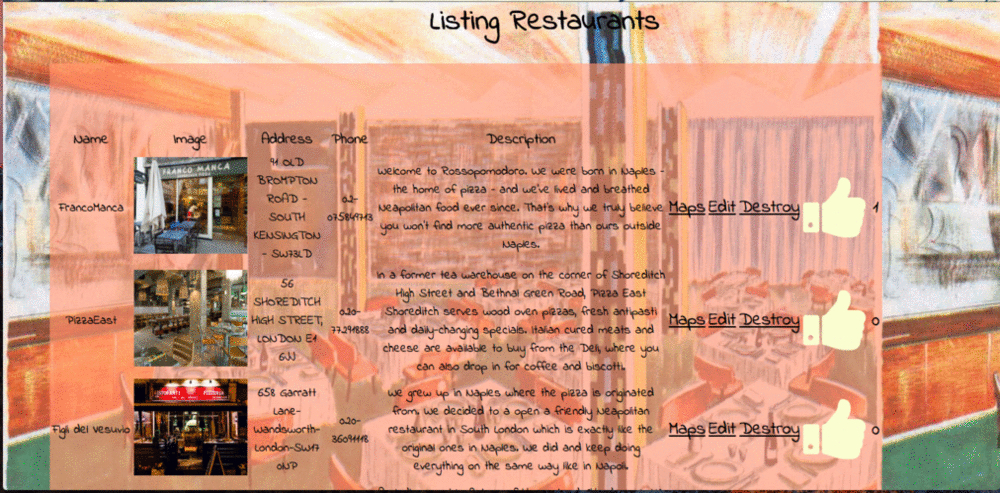 Listing Restaurants
Name Image Address Phone Description
FrancoManca
FRANCO MANCA
91 OLD
BROMPTON
ROAD -
SOUTH
KENSINGTON
- SW73LD
02-
075849713
Welcome to Rossopomodoro. We were born in Naples -
the home of pizza - and we've lived and breathed
Neapolitan food ever since. That's why we truly believe
you won't find more authentic pizza than ours outside
Naples.
Maps Edit Destroy
1
PizzaEast
56
SHOREDITCH
HIGH STREET,
LONDON E1
6JJ
020-
77291888
In a former tea warehouse on the corner of Shoreditch
High Street and Bethnal Green Road, Pizza East
Shoreditch serves wood oven pizzas, fresh antipasti
and daily-changing specials. Italian cured meats and
cheese are available to buy from the Deli, where you
can also drop in for coffee and biscotti.
Maps Edit Destroy
0
Figli del vesuvio
658 Garratt
Lane-
Wandsworth-
London-SW17
0NP
020-
36094118
We grew up in Naples where the pizza is originated
from, we decided to a open a friendly Neapolitan
restaurant in South London which is exactly like the
original ones in Naples. We did and keep doing
everything on the same way like in Napoli.
Maps Edit Destroy
0